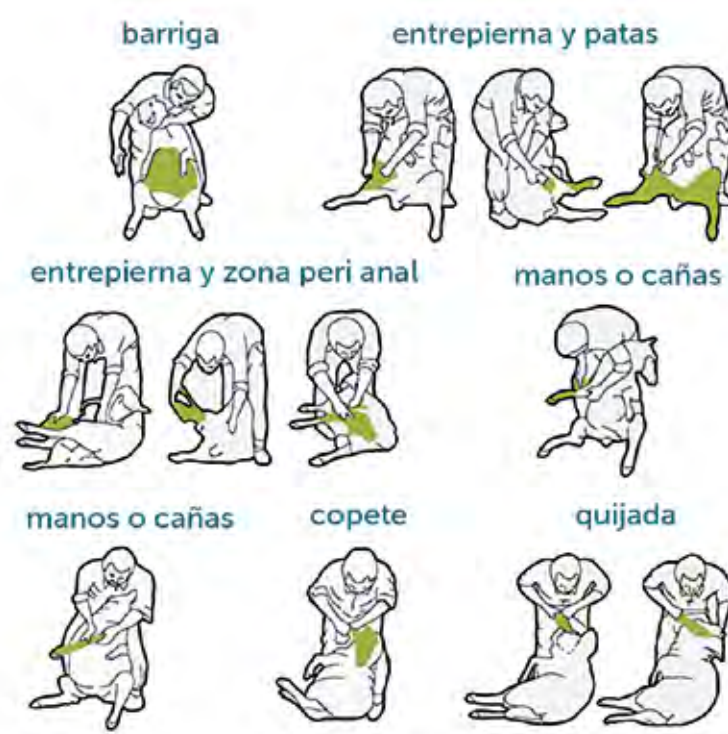 barriga
entrepierna y patas
entrepierna y zona peri anal
manos o cañas
manos o cañas
copete
quijada